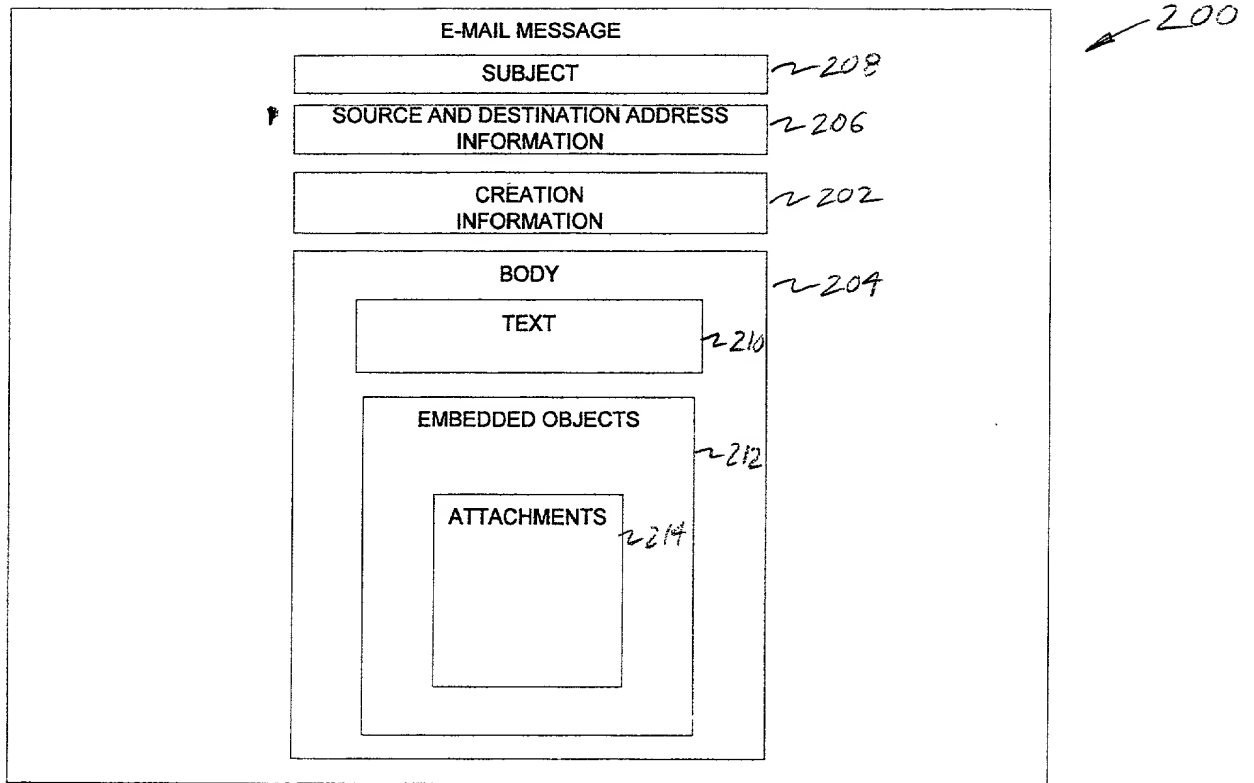 200
E-MAIL MESSAGE
SUBJECT
208
SOURCE AND DESTINATION ADDRESS
INFORMATION
206
CREATION
INFORMATION
202
BODY
204
TEXT
210
EMBEDDED OBJECTS
212
ATTACHMENTS
214